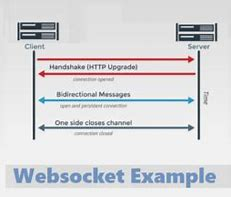 Client
Server
Handshake (HTTP Upgrade)
connection opened
Bidirectional Messages
open and persistent connection
Time
One side closes channel
connection closed
Websocket Example